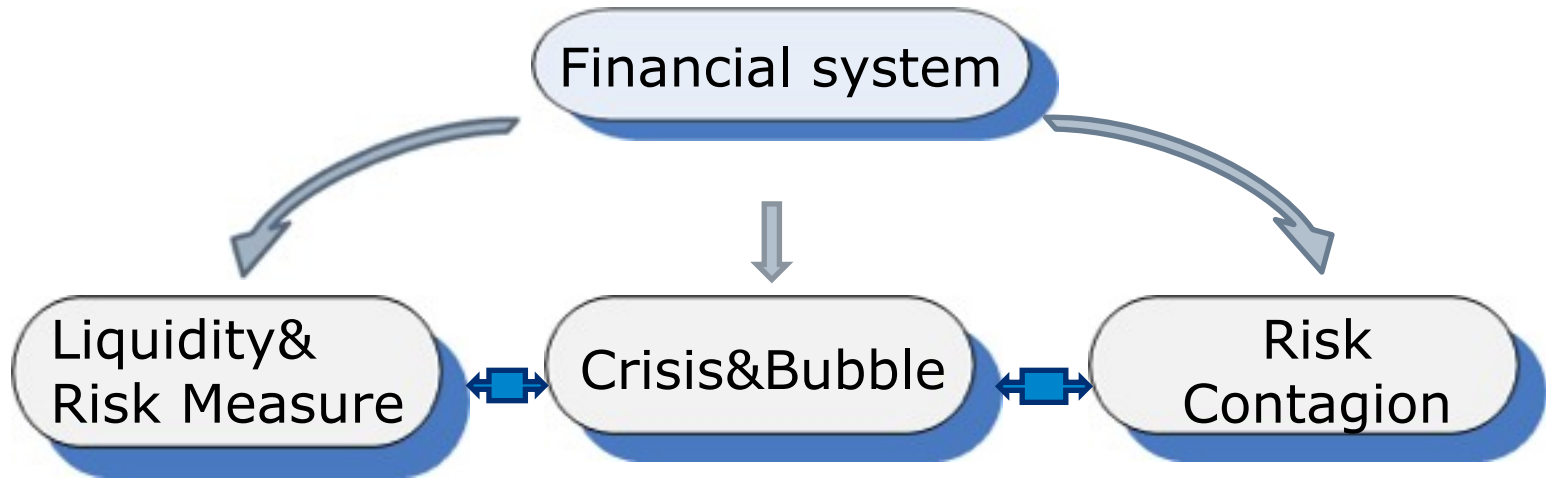 Financial system
Liquidity&
Risk Measure
Crisis&Bubble
Risk
Contagion